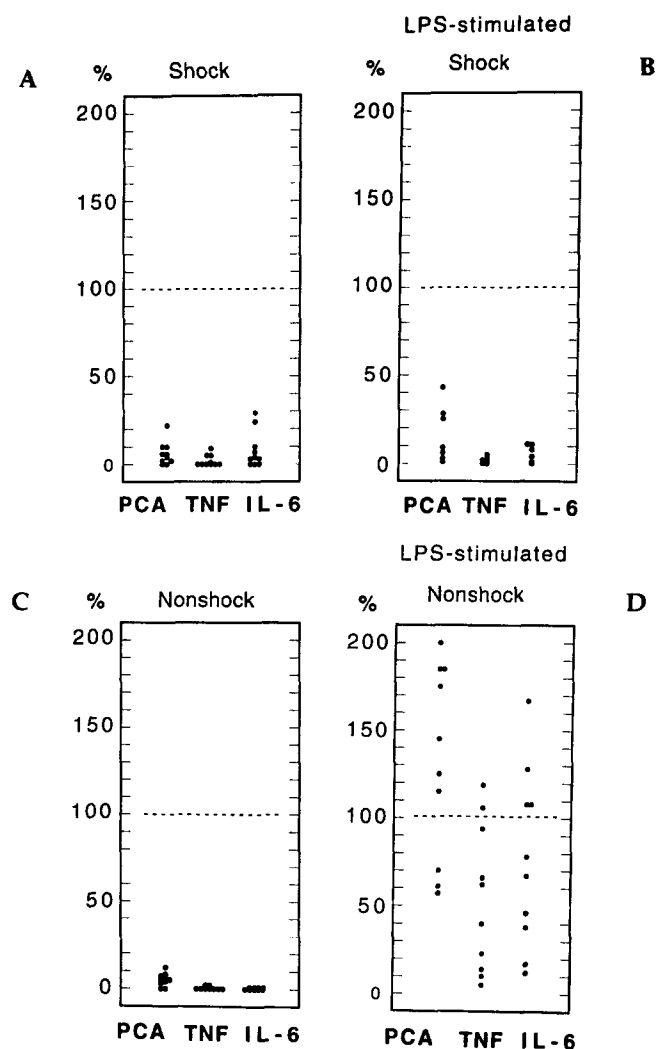 LPS-stimulated
A % Shock
% Shock B
200
150
100
50
0
PCA TNF IL-6
200
150
100
50
0
PCA TNF IL-6
LPS-stimulated
C % Nonshock
% Nonshock D
200
150
100
50
0
PCA TNF IL-6
200
150
100
50
0
PCA TNF IL-6